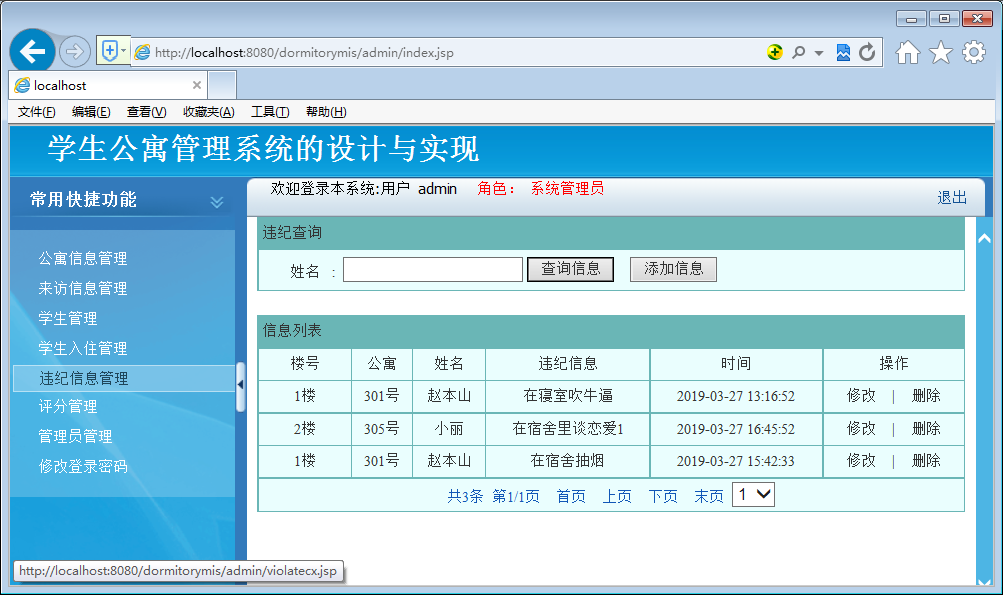 http://localhost:8080/dormitorymis/admin/index.jsp
localhost
文件(F) 编辑(E) 查看(V) 收藏夹(A) 工具(T) 帮助(H)
学生公寓管理系统的设计与实现
常用快捷功能
公寓信息管理
来访信息管理
学生管理
学生入住管理
违纪信息管理
评分管理
管理员管理
修改登录密码
欢迎登录本系统:用户 admin 角色： 系统管理员
退出
违纪查询
姓名 : 查询信息 添加信息
信息列表
楼号 公寓 姓名 违纪信息 时间 操作
1楼 301号 赵本山 在寝室吹牛逼 2019-03-27 13:16:52 修改 | 删除
2楼 305号 小丽 在宿舍里谈恋爱1 2019-03-27 16:45:52 修改 | 删除
1楼 301号 赵本山 在宿舍抽烟 2019-03-27 15:42:33 修改 | 删除
共3条 第1/1页 首页 上页 下页 末页 1
http://localhost:8080/dormitorymis/admin/violatecx.jsp